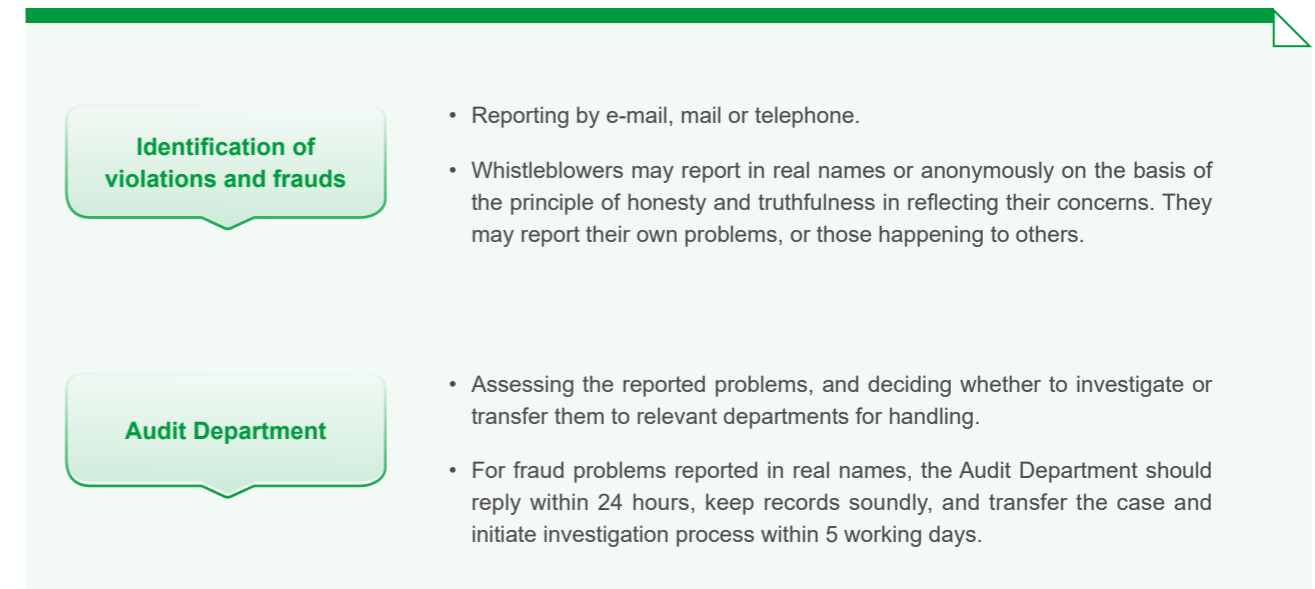 Identification of
violations and frauds
• Reporting by e-mail, mail or telephone.
• Whistleblowers may report in real names or anonymously on the basis of
the principle of honesty and truthfulness in reflecting their concerns. They
may report their own problems, or those happening to others.
Audit Department
• Assessing the reported problems, and deciding whether to investigate or
transfer them to relevant departments for handling.
• For fraud problems reported in real names, the Audit Department should
reply within 24 hours, keep records soundly, and transfer the case and
initiate investigation process within 5 working days.